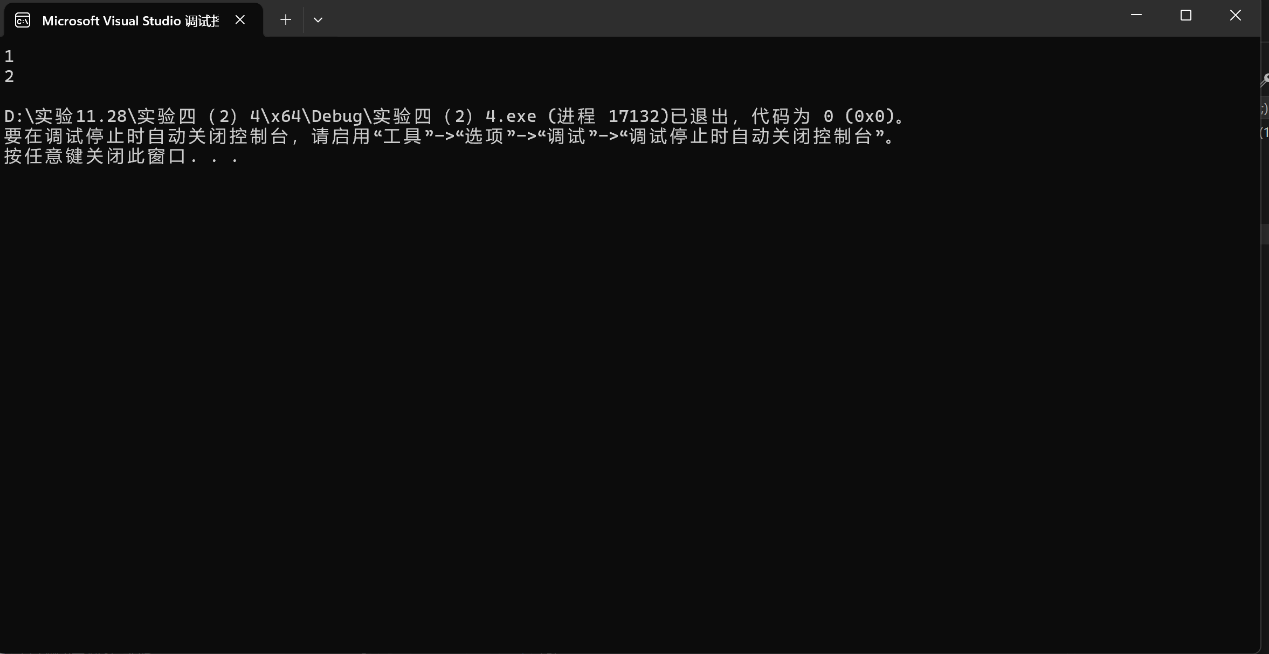 Microsoft Visual Studio 调试控
1
2
D:\实验11.28\实验四（2）4\x64\Debug\实验四（2）4.exe (进程 17132)已退出，代码为 0 (0x0)。
要在调试停止时自动关闭控制台，请启用“工具”->“选项”->“调试”->“调试停止时自动关闭控制台”。
按任意键关闭此窗口. . .
;)
(1